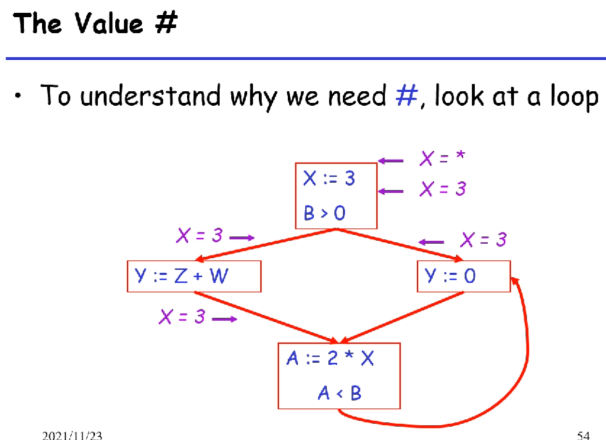 The Value #
• To understand why we need #, look at a loop
X = *
X := 3
X = 3
B > 0
X = 3
X = 3
Y := Z + W
Y := 0
X = 3
A := 2 * X
A < B
2021/11/23
54